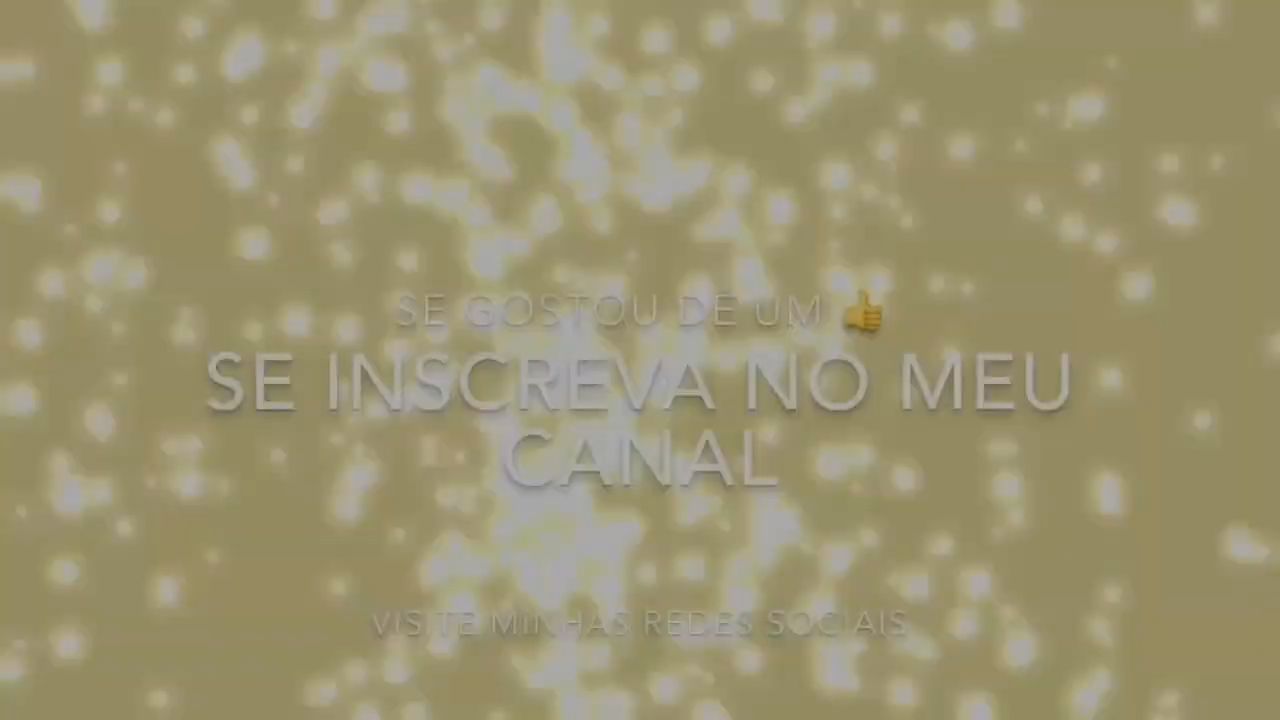 SE GOSTOU DE UM 👍
SE INSCREVA NO MEU
CANAL
VISITE MINHAS REDES SOCIAIS